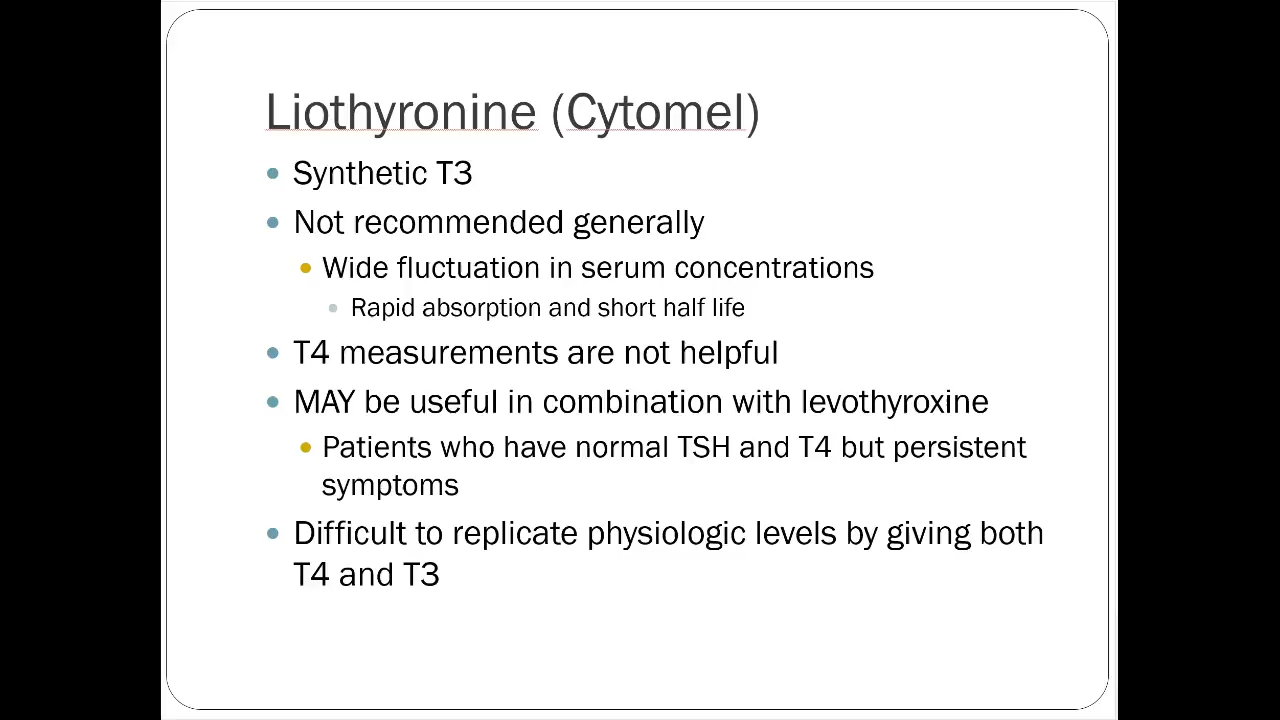 Liothyronine (Cytomel)
Synthetic T3
Not recommended generally
Wide fluctuation in serum concentrations
Rapid absorption and short half life
T4 measurements are not helpful
MAY be useful in combination with levothyroxine
Patients who have normal TSH and T4 but persistent
symptoms
Difficult to replicate physiologic levels by giving both
T4 and T3